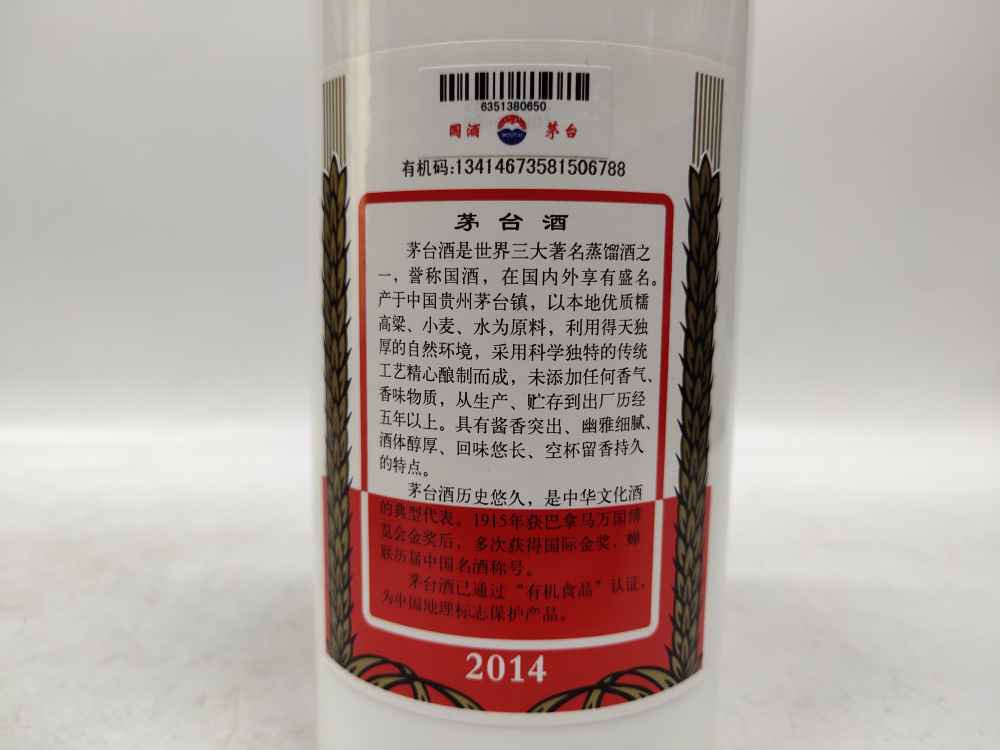 6351380650
国酒 茅台
有机码:13414673581506788
茅台酒
茅台酒是世界三大著名蒸馏酒之
一，誉称国酒，在国内外享有盛名。
产于中国贵州茅台镇，以本地优质糯
高粱、小麦、水为原料，利用得天独
厚的自然环境，采用科学独特的传统
工艺精心酿制而成，未添加任何香气、
香味物质，从生产、贮存到出厂历经
五年以上。具有酱香突出、幽雅细腻、
酒体醇厚、回味悠长、空杯留香持久
的特点。
茅台酒历史悠久，是中华文化酒
的典型代表。1915年获巴拿马万国博
览会金奖后，多次获得国际金奖，蝉
联历届中国名酒称号。
茅台酒已通过“有机食品”认证，
为中国地理标志保护产品。
2014